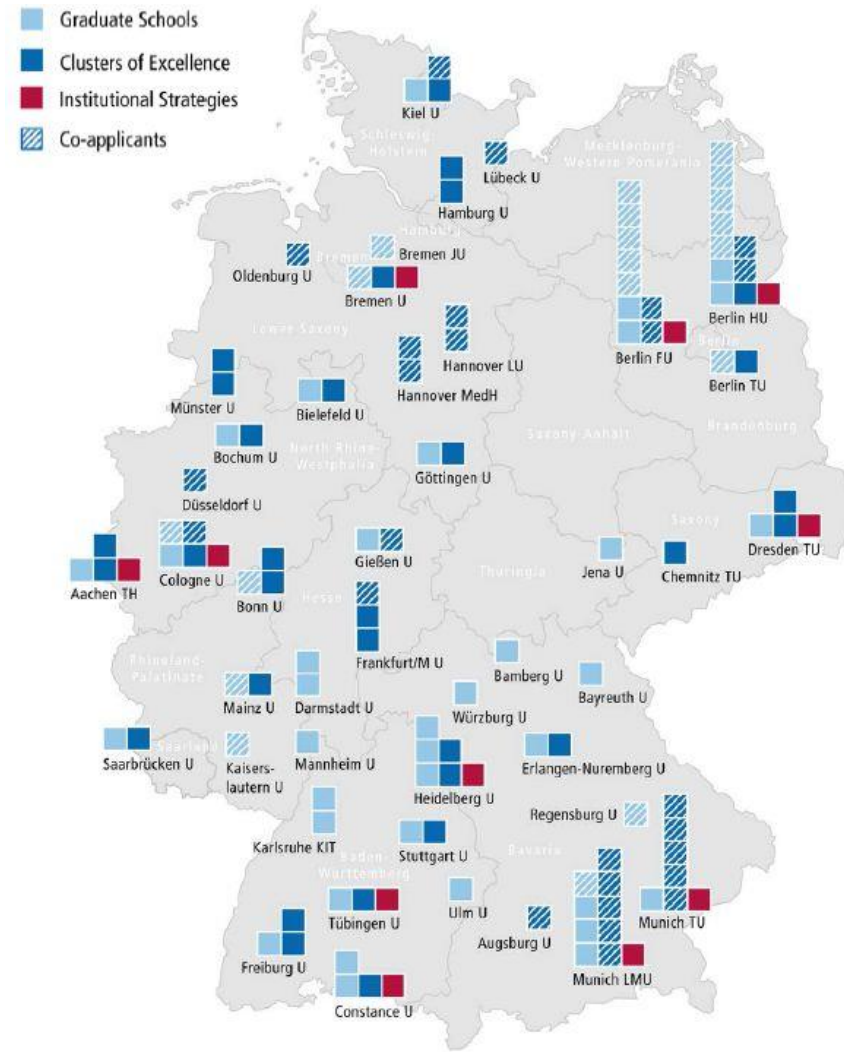 Graduate Schools
Clusters of Excellence
Institutional Strategies
Co-applicants
Kiel U
Schleswig-
Holstein
Mecklenburg-
Western Pomerania
Lübeck U
Hamburg U
Hamburg
Bremen JU
Oldenburg U
Bremen
Bremen U
Berlin HU
Lower Saxony
Berlin
Berlin FU
Hannover LU
Berlin TU
Hannover MedH
Münster U
Bielefeld U
Brandenburg
Saxony-Anhalt
Bochum U
North Rhine-
Westphalia
Göttingen U
Düsseldorf U
Saxony
Dresden TU
Gießen U
Jena U
Chemnitz TU
Thuringia
Cologne U
Aachen TH
Bonn U
Hesse
Frankfurt/M U
Rhineland-
Palatinate
Bamberg U
Bayreuth U
Mainz U
Darmstadt U
Würzburg U
Saarland
Saarbrücken U
Kaisers-
lautern U
Mannheim U
Erlangen-Nuremberg U
Heidelberg U
Regensburg U
Karlsruhe KIT
Stuttgart U
Bavaria
Baden-
Württemberg
Tübingen U
Ulm U
Munich TU
Augsburg U
Freiburg U
Munich LMU
Constance U